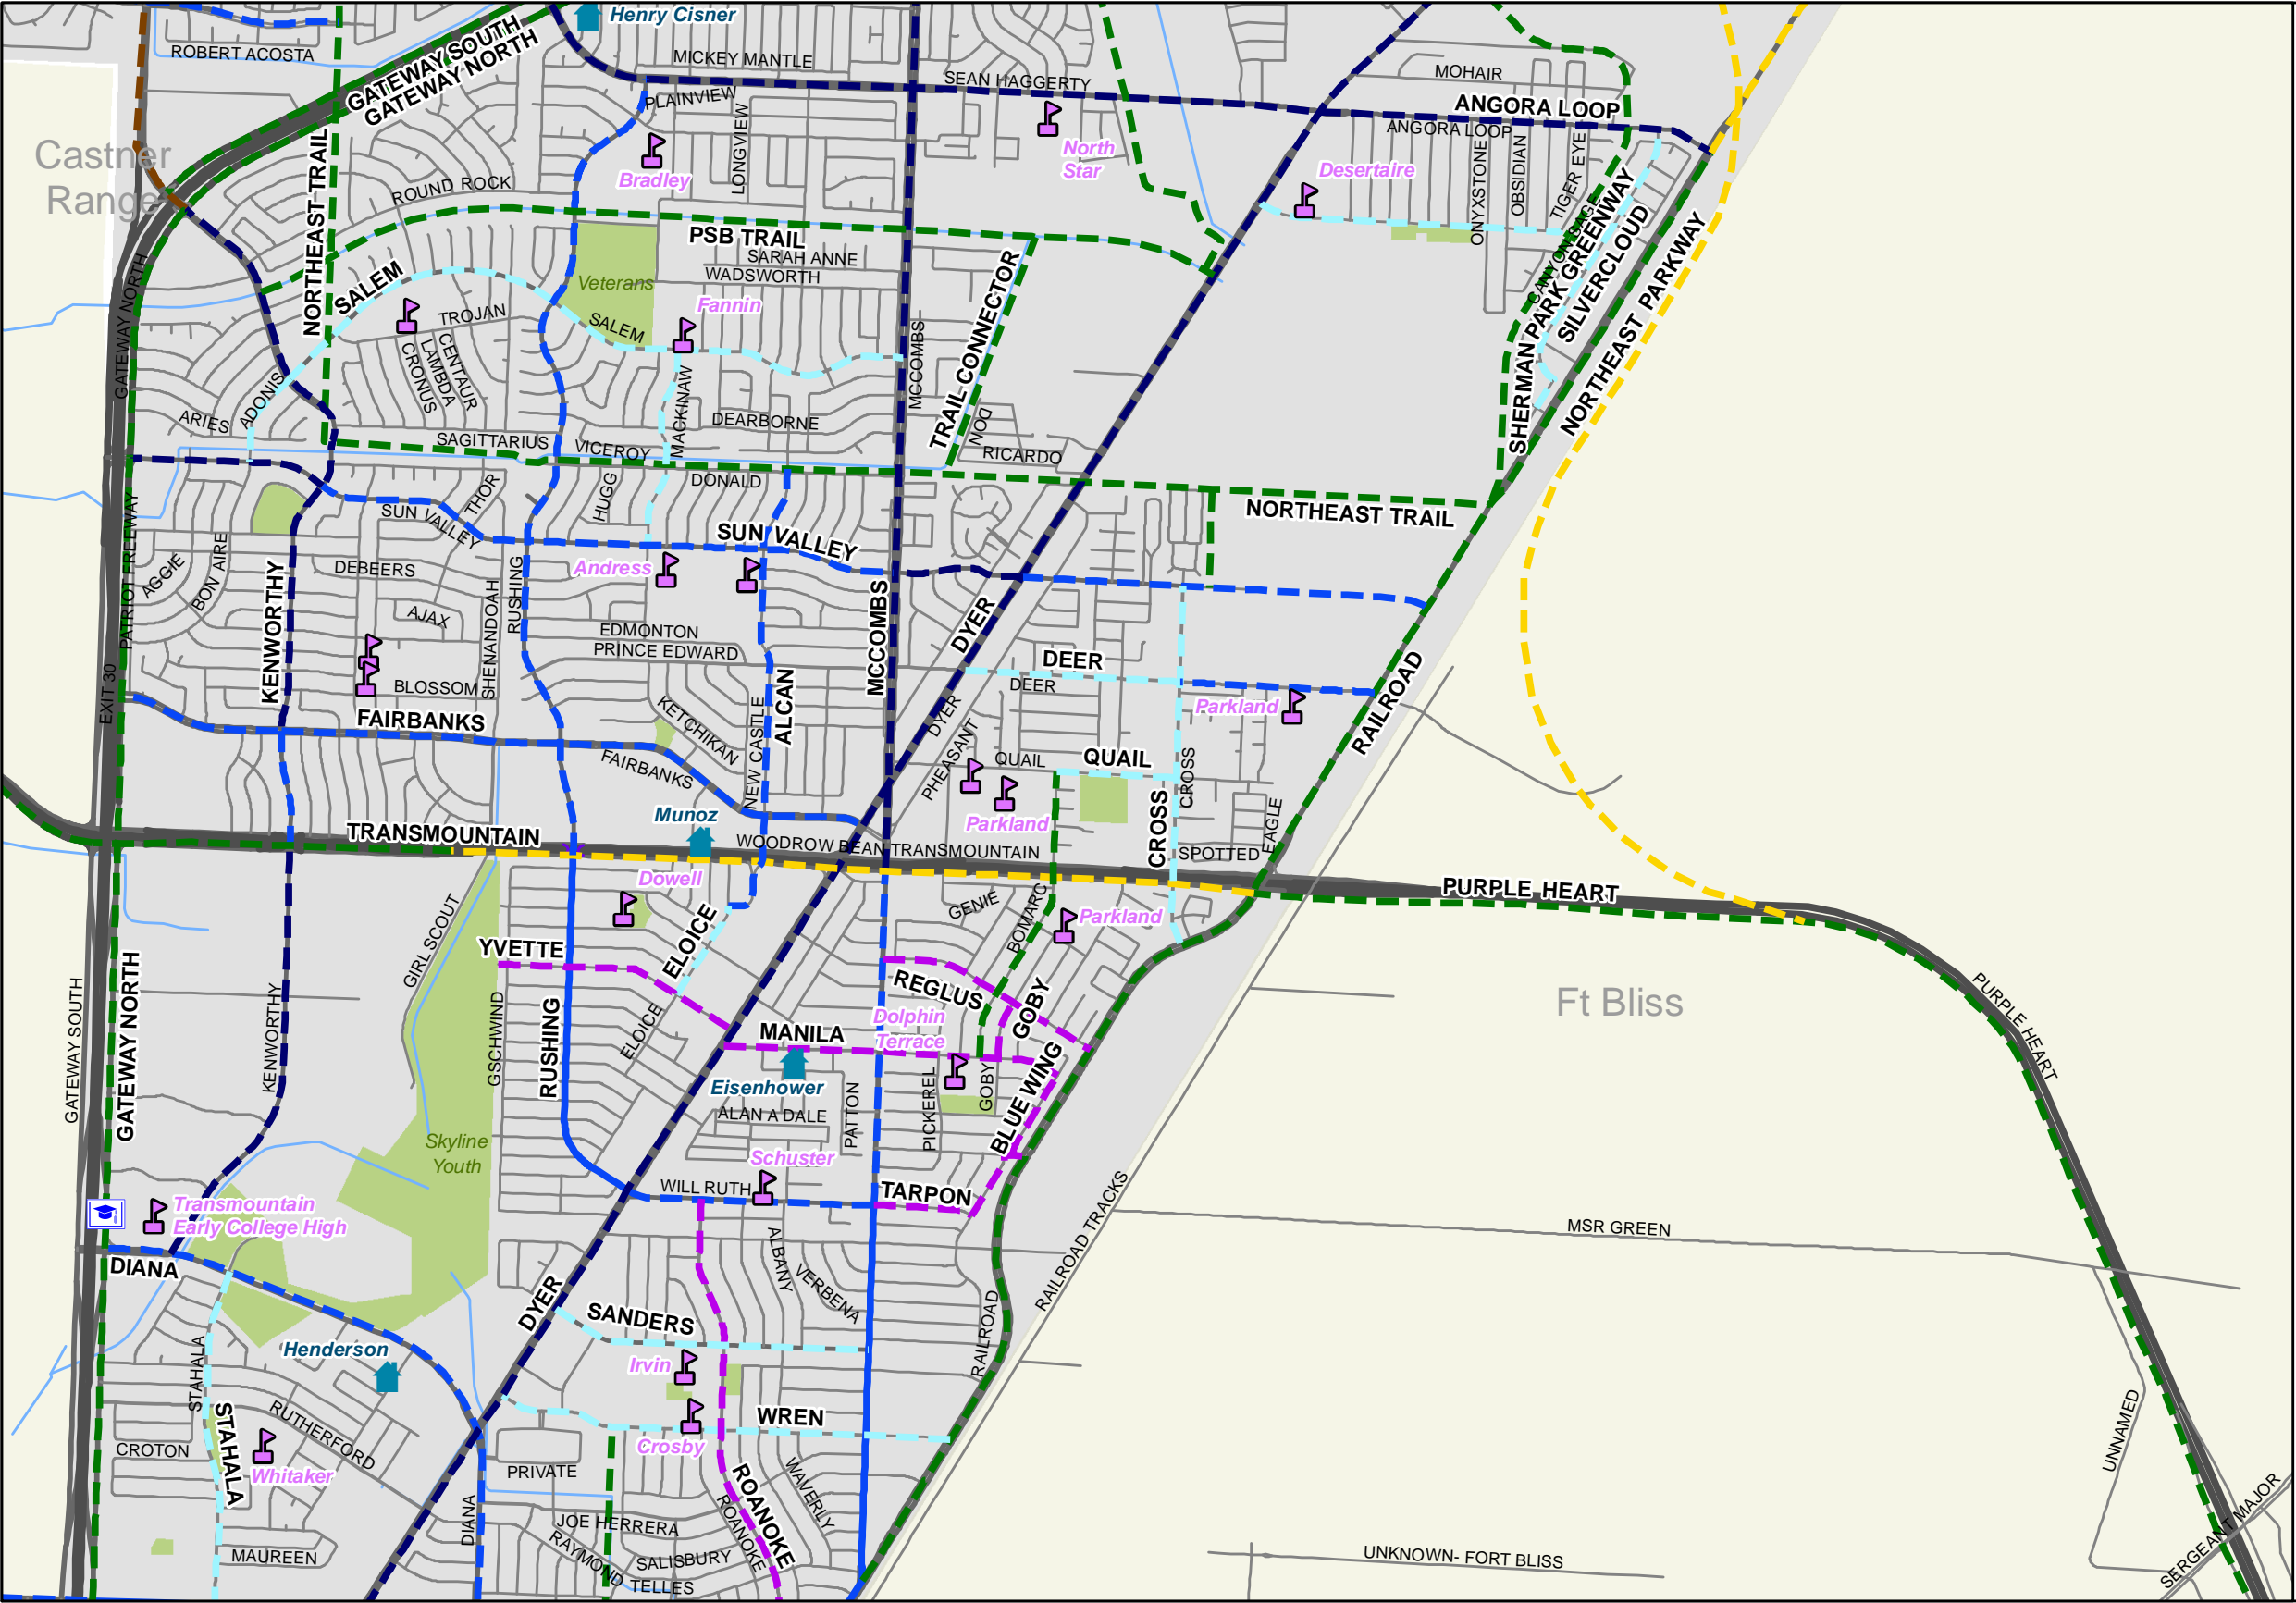 Henry Cisner
ROBERT ACOSTA
GATEWAY SOUTH
GATEWAY NORTH
MICKEY MANTLE
SEAN HAGGERTY
MOHAIR
PLAINVIEW
ANGORA LOOP
ANGORA LOOP
LONGVIEW
North
Star
Bradley
Desertaire
ONYXSTONE
OBSIDIAN
TIGER EYE
Castner
Range
NORTHEAST TRAIL
ROUND ROCK
PSB TRAIL
SARAH ANNE
WADSWORTH
CANYON SAGE
SHERMAN PARK GREENWAY
SILVERCLOUD
NORTHEAST PARKWAY
GATEWAY NORTH
SALEM
Veterans
Fannin
TROJAN
SALEM
CENTAUR
LAMBDA
CRONUS
MCCOMBS
TRAIL CONNECTOR
ADONIS
ARIES
MACKINAW
DEARBORNE
DON
SAGITTARIUS
VICEROY
RICARDO
DONALD
HUGG
THOR
SUN VALLEY
SUN VALLEY
NORTHEAST TRAIL
PATRIOT FREEWAY
AGGIE
BON AIRE
DEBEERS
Andress
KENWORTHY
SHENANDOAH
RUSHING
AJAX
EDMONTON
PRINCE EDWARD
MCCOMBS
DYER
DEER
DEER
EXIT 30
BLOSSOM
FAIRBANKS
KETCHIKAN
NEW CASTLE
ALCAN
DYER
Parkland
RAILROAD
FAIRBANKS
PHEASANT
QUAIL
QUAIL
CROSS
Munoz
Parkland
TRANSMOUNTAIN
WOODROW BEAN TRANSMOUNTAIN
CROSS
SPOTTED
EAGLE
Dowell
PURPLE HEART
GIRL SCOUT
GENIE
BOMARC
Parkland
YVETTE
ELOICE
REGLUS
GOBY
PURPLE HEART
GATEWAY SOUTH
GATEWAY NORTH
KENWORTHY
GSCHWIND
RUSHING
ELOICE
MANILA
Dolphin
Terrace
Ft Bliss
Eisenhower
ALAN A DALE
PATTON
PICKEREL
GOBY
BLUE WING
Skyline
Youth
Schuster
WILL RUTH
TARPON
Transmountain
Early College High
RAILROAD TRACKS
MSR GREEN
DIANA
ALBANY
VERBENA
DYER
SANDERS
RAILROAD
Henderson
Irvin
STAHALA
STAHALA
RUTHERFORD
WREN
Crosby
CROTON
Whitaker
PRIVATE
ROANOKE
ROANOKE
WAVERLY
UNNAMED
DIANA
JOE HERRERA
SALISBURY
RAYMOND TELLES
MAUREEN
UNKNOWN- FORT BLISS
SERGEANT MAJOR